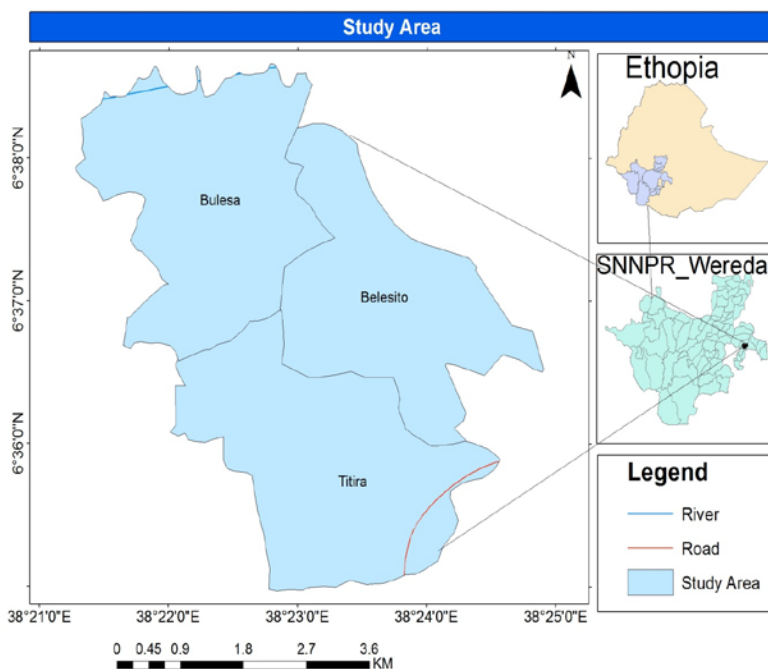 Study Area
N
6°38'0"N
6°37'0"N
6°36'0"N
Bulesa
Belesito
Titira
38°21'0"E 38°22'0"E 38°23'0"E 38°24'0"E 38°25'0"E
0 0.45 0.9 1.8 2.7 3.6
KM
Ethopia
SNNPR_Wereda
Legend
River
Road
Study Area